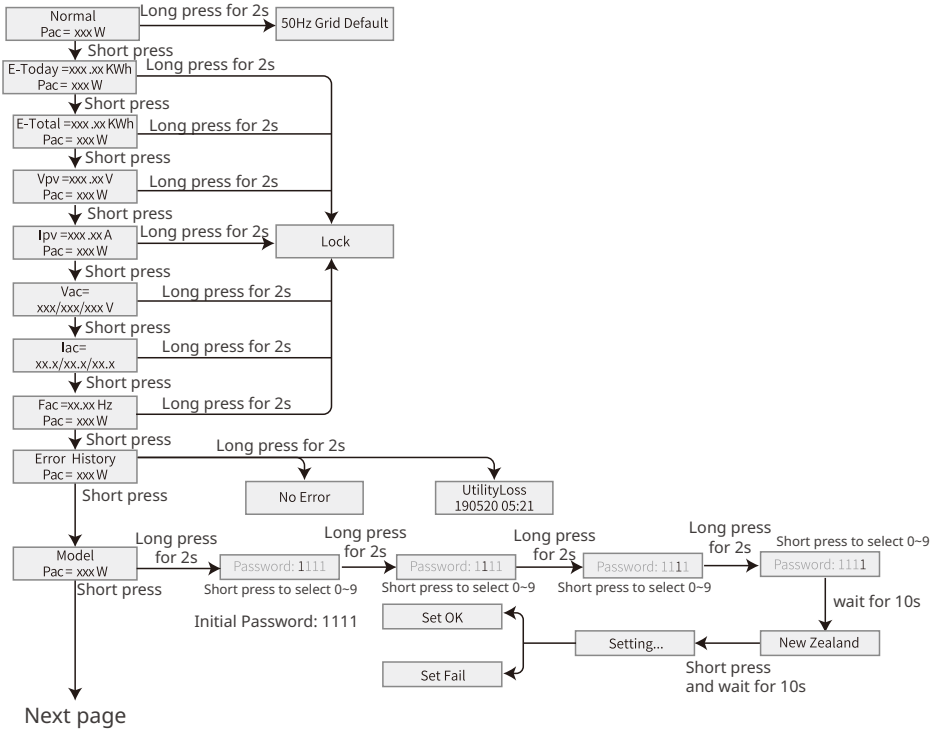 Normal
Pac= xxx W
Long press for 2s
50Hz Grid Default
Short press
E-Today =xxx.xx KWh
Pac= xxx W
Long press for 2s
Short press
E-Total =xxx.xx KWh
Pac= xxx W
Long press for 2s
Short press
Vpv =xxx.xx V
Pac= xxx W
Long press for 2s
Short press
Ipv =xxx.xx A
Pac= xxx W
Long press for 2s
Lock
Short press
Vac=
xxx/xxx/xxx V
Long press for 2s
Short press
Iac=
xx.x/xx.x/xx.x
Long press for 2s
Short press
Fac =xx.xx Hz
Pac= xxx W
Long press for 2s
Short press
Error History
Pac= xxx W
Long press for 2s
No Error
UtilityLoss
190520 05:21
Short press
Model
Pac= xxx W
Long press
for 2s
Password: 1111
Short press to select 0~9
Long press
for 2s
Password: 1111
Short press to select 0~9
Long press
for 2s
Password: 1111
Short press to select 0~9
Long press
for 2s
Short press to select 0~9
Password: 1111
Short press
Initial Password: 1111
wait for 10s
Set OK
Setting...
New Zealand
Set Fail
Short press
and wait for 10s
Next page